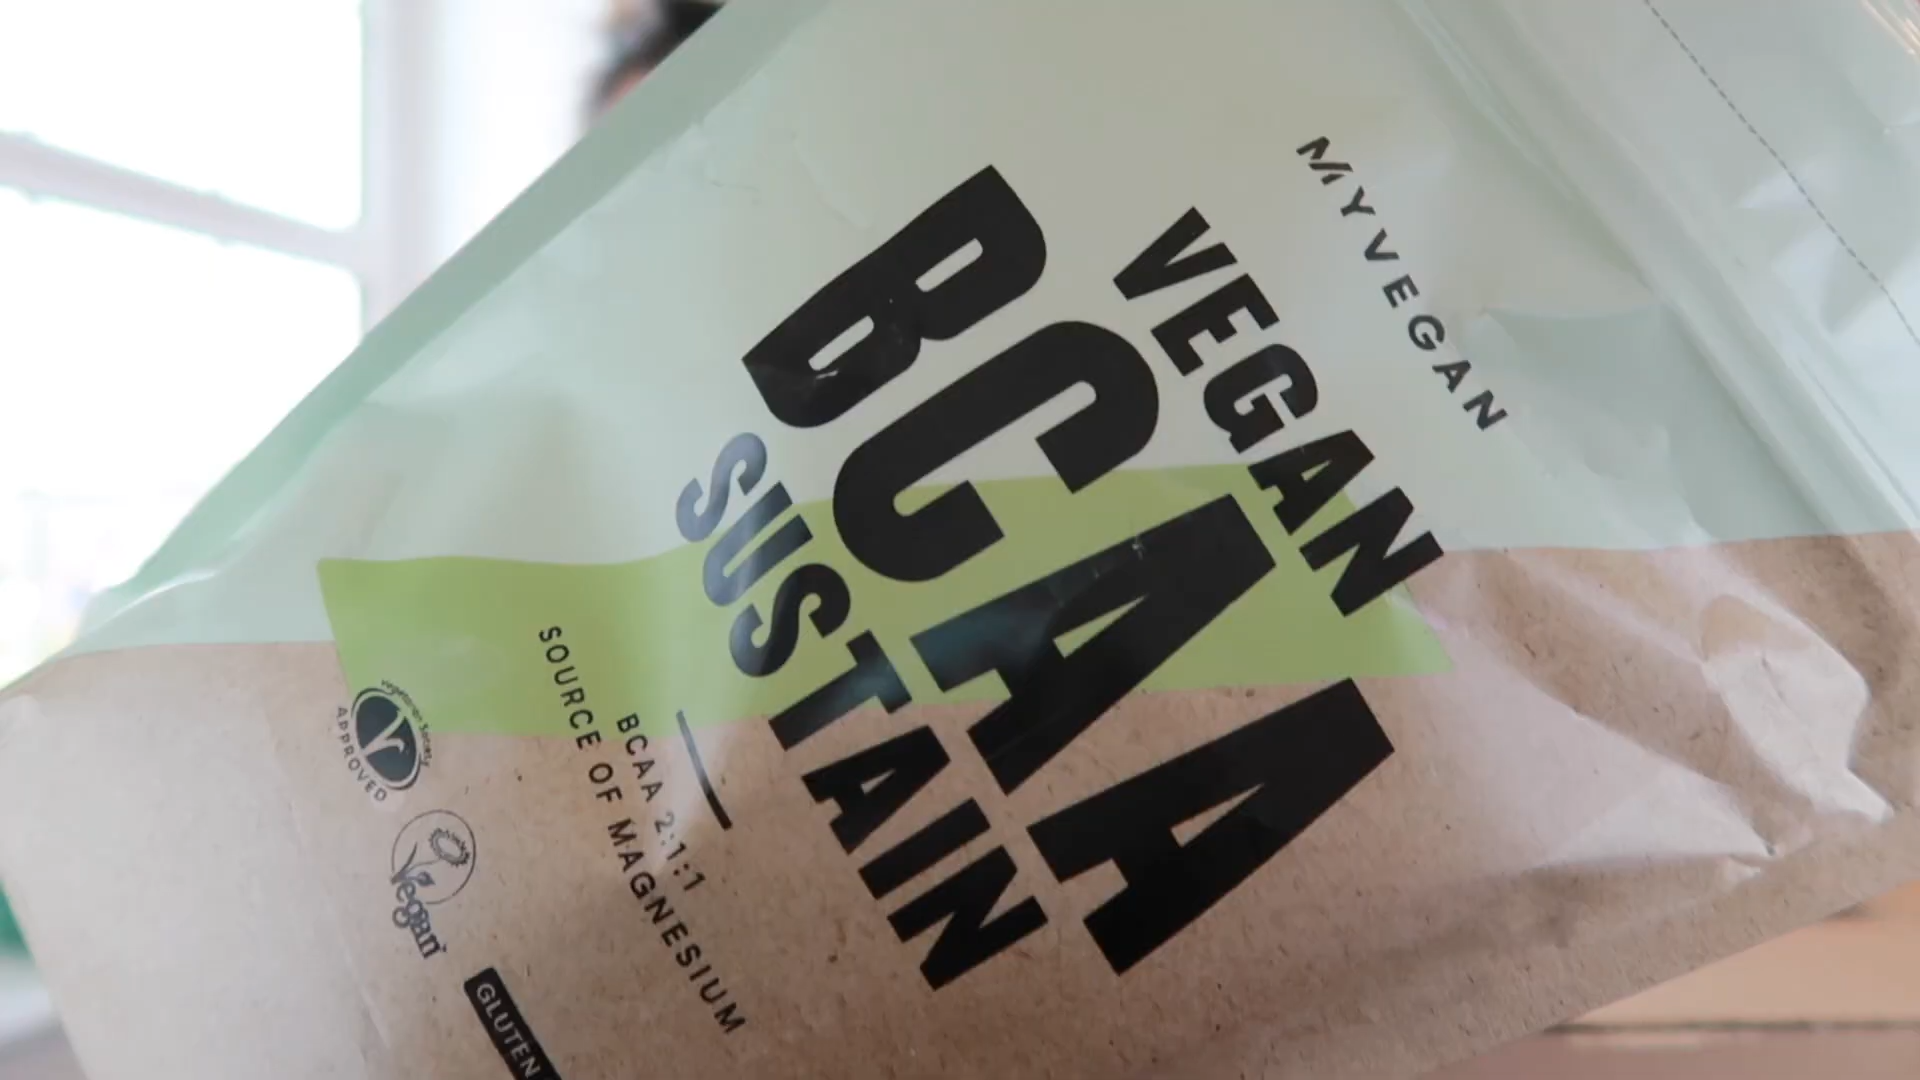 MYVEGAN
VEGAN
BCAA
SUSTAIN
BCAA 2:1:1
SOURCE OF MAGNESIUM
vegetarian society
APPROVED
Vegan
GLUTEN